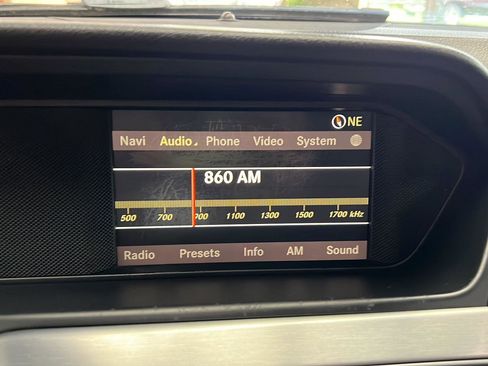 NE
Navi Audio Phone Video System
860 AM
500 700 900 1100 1300 1500 1700 kHz
Radio Presets Info AM Sound